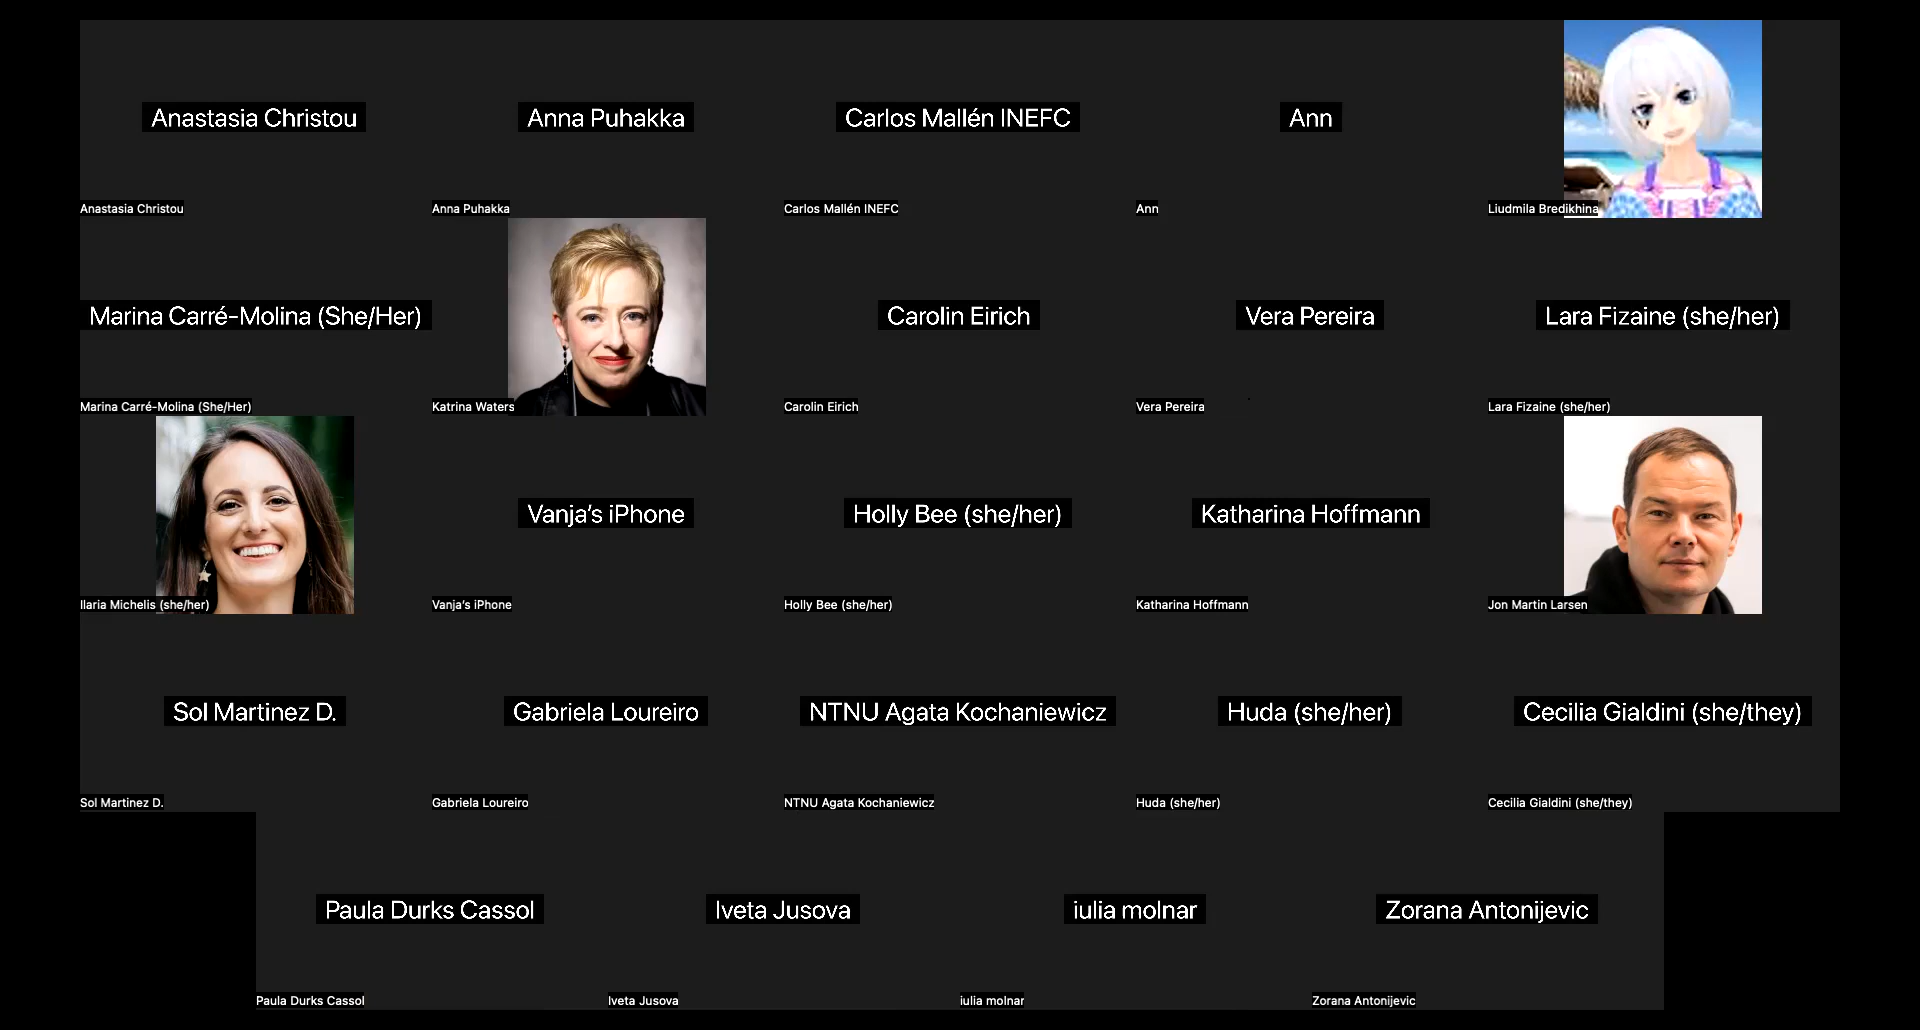 Anastasia Christou
Anna Puhakka
Carlos Mallén INEFC
Ann
Anastasia Christou
Anna Puhakka
Carlos Mallén INEFC
Ann
Liudmila Bredikhina
Marina Carré-Molina (She/Her)
Carolin Eirich
Vera Pereira
Lara Fizaine (she/her)
Marina Carré-Molina (She/Her)
Katrina Waters
Carolin Eirich
Vera Pereira
Lara Fizaine (she/her)
Vanja's iPhone
Holly Bee (she/her)
Katharina Hoffmann
Ilaria Michelis (she/her)
Vanja's iPhone
Holly Bee (she/her)
Katharina Hoffmann
Jon Martin Larsen
Sol Martinez D.
Gabriela Loureiro
NTNU Agata Kochaniewicz
Huda (she/her)
Cecilia Gialdini (she/they)
Sol Martinez D.
Gabriela Loureiro
NTNU Agata Kochaniewicz
Huda (she/her)
Cecilia Gialdini (she/they)
Paula Durks Cassol
Iveta Jusova
iulia molnar
Zorana Antonijevic
Paula Durks Cassol
Iveta Jusova
iulia molnar
Zorana Antonijevic